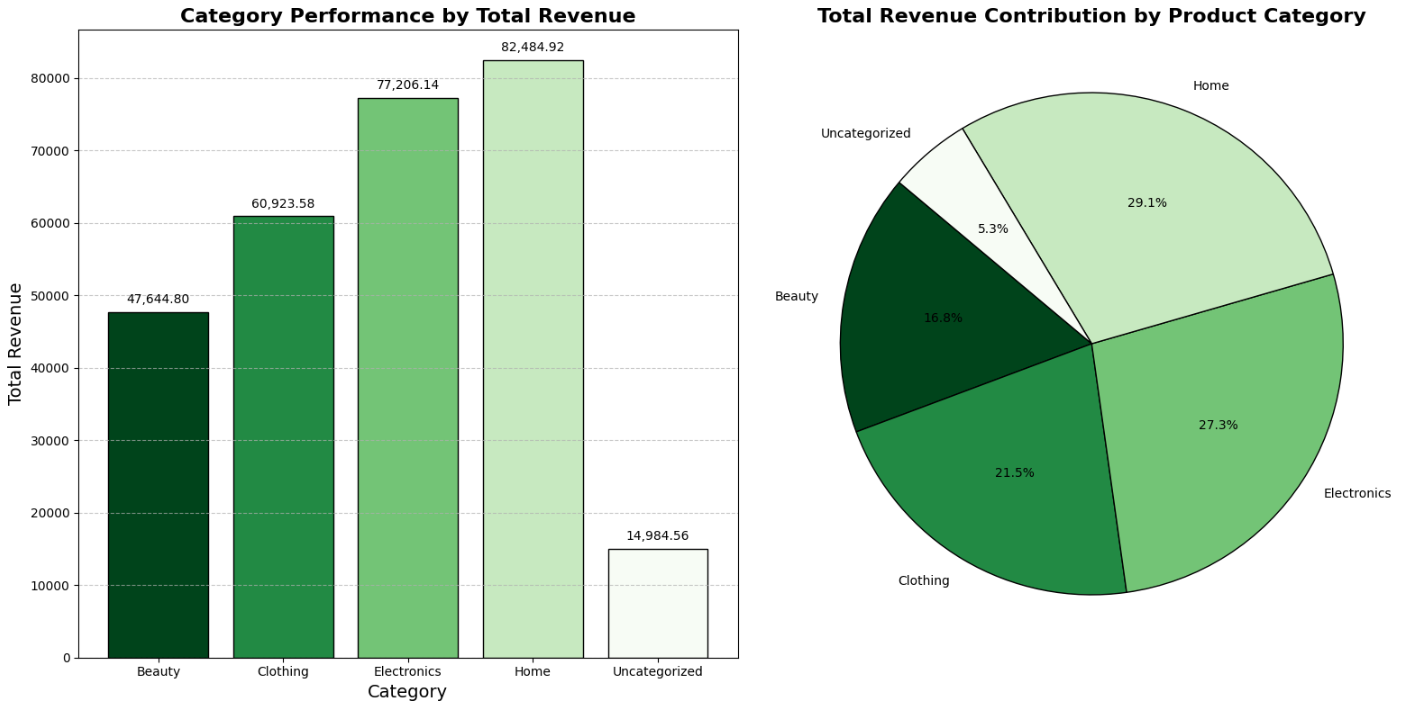 Category Performance by Total Revenue
Total Revenue
80000
70000
60000
50000
40000
30000
20000
10000
0
47,644.80
60,923.58
77,206.14
82,484.92
14,984.56
Beauty
Clothing
Electronics
Home
Uncategorized
Category
Total Revenue Contribution by Product Category
Home
29.1%
Uncategorized
5.3%
Beauty
16.8%
Clothing
21.5%
Electronics
27.3%